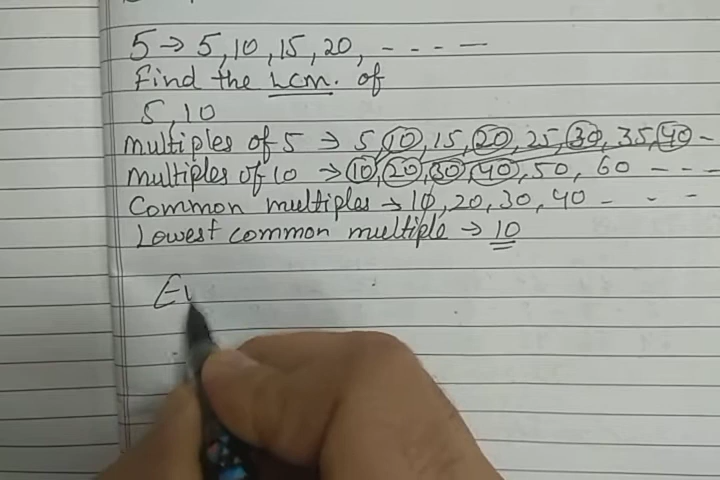 5 → 5, 10, 15, 20, - - - -
Find the LCM. of
5, 10
multiples of 5 → 5, 10, 15, 20, 25, 30, 35, 40 -
multiples of 10 → 10, 20, 30, 40, 50, 60 - - - -
Common multiples → 10, 20, 30, 40 - - -
Lowest common multiple → 10